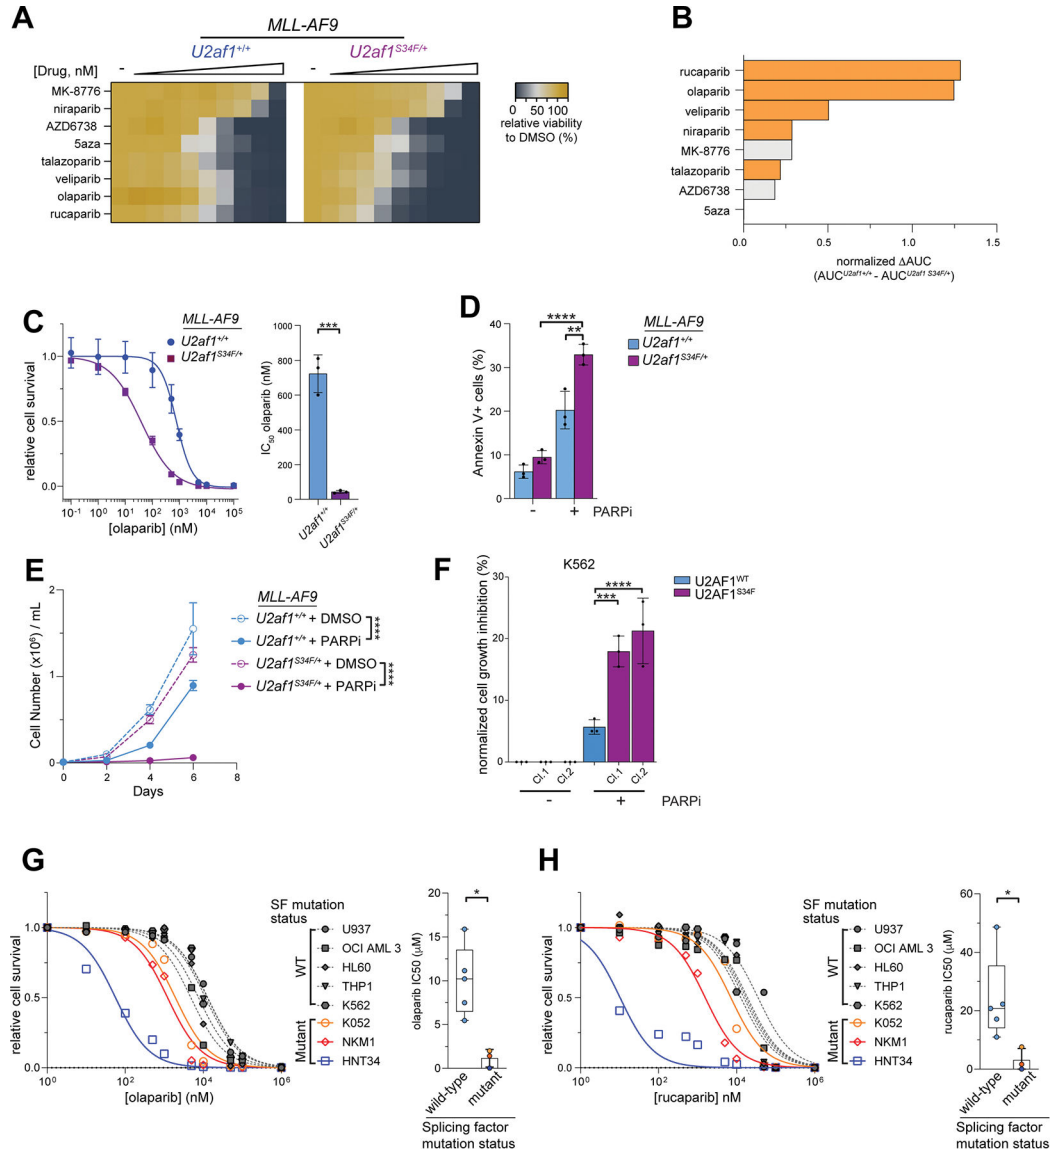 A
MLL-AF9
U2af1+/+
U2af1S34F/+
[Drug, nM]
-
-
MK-8776
niraparib
AZD6738
5aza
talazoparib
veliparib
olaparib
rucaparib
0 50 100
relative viability
to DMSO (%)
B
rucaparib
olaparib
veliparib
niraparib
MK-8776
talazoparib
AZD6738
5aza
0.0 0.5 1.0 1.5
normalized ΔAUC
(AUCU2af1+/+ - AUCU2af1 S34F/+)
C
MLL-AF9
U2af1+/+
U2af1S34F/+
relative cell survival
1.0
0.5
0.0
10-1 100 101 102 103 104 105
[olaparib] (nM)
IC50 olaparib (nM)
1000
800
600
400
200
0
***
U2af1+/+
U2af1S34F/+
D
MLL-AF9
U2af1+/+
U2af1S34F/+
Annexin V+ cells (%)
40
30
20
10
0
****
**
- + PARPi
E
MLL-AF9
U2af1+/+ + DMSO
U2af1+/+ + PARPi
U2af1S34F/+ + DMSO
U2af1S34F/+ + PARPi
****
****
Cell Number (x106) / mL
2
1
0
0 2 4 6 8
Days
F
K562
U2AF1WT
U2AF1S34F
normalized cell growth inhibition (%)
30
20
10
0
****
***
Cl.1 Cl.2 Cl.1 Cl.2
- + PARPi
G
relative cell survival
1.0
0.5
0.0
100 102 104 106
[olaparib] (nM)
SF mutation
status
WT
U937
OCI AML 3
HL60
THP1
K562
Mutant
K052
NKM1
HNT34
olaparib IC50 (μM)
20
15
10
5
0
*
wild-type
mutant
Splicing factor
mutation status
H
relative cell survival
1.0
0.5
0.0
100 102 104 106
[rucaparib] nM
SF mutation
status
WT
U937
OCI AML 3
HL60
THP1
K562
Mutant
K052
NKM1
HNT34
rucaparib IC50 (μM)
60
40
20
0
*
wild-type
mutant
Splicing factor
mutation status